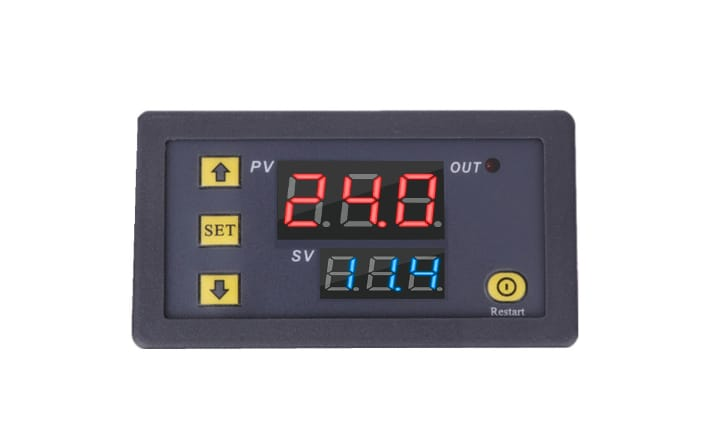 PV 24.0 OUT
SET
SV 11.4
Restart